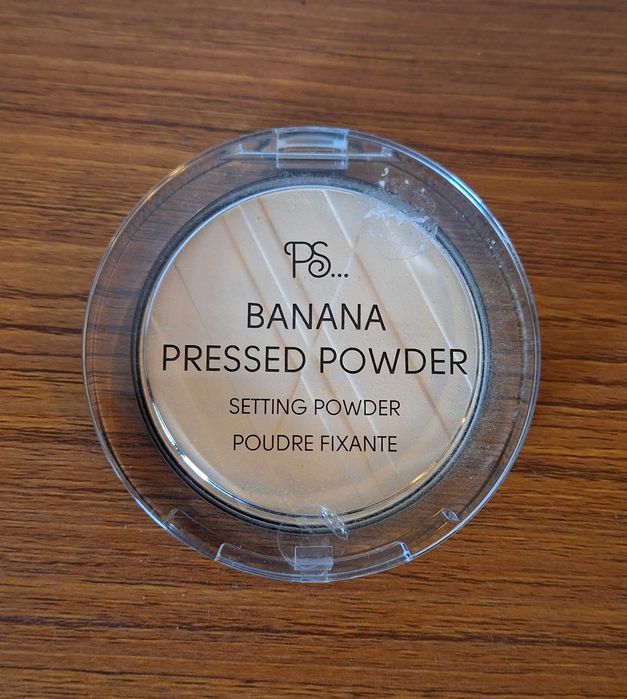 PS...
BANANA
PRESSED POWDER
SETTING POWDER
POUDRE FIXANTE